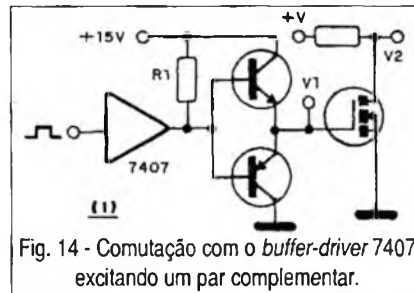 +15V
+V
R1
V1
V2
7407
(1)
Fig. 14 - Comutação com o buffer-driver 7407
excitando um par complementar.